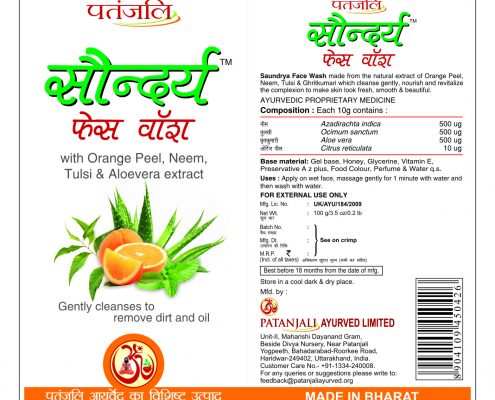 पतंजलि
सौन्दर्य™
फेस वॉश
with Orange Peel, Neem,
Tulsi & Aloevera extract
Gently cleanses to
remove dirt and oil
पतंजलि आयुर्वेद का विशिष्ट उत्पाद
पतंजलि
सौन्दर्य™
फेस वॉश
Saundrya Face Wash made from the natural extract of Orange Peel,
Neem, Tulsi & Ghritkumari which cleanse gently, nourish and revitalize
the complexion to make skin look fresh, smooth & beautiful.
AYURVEDIC PROPRIETARY MEDICINE
Composition : Each 10g contains :
नीम Azadirachta indica 500 ug
तुलसी Ocimum sanctum 500 ug
घृतकुमारी Aloe vera 500 ug
ओरेंज पील Citrus reticulata 10 ug
Base material: Gel base, Honey, Glycerine, Vitamin E,
Preservative A z plus, Food Colour, Perfume & Water q.s.
Uses : Apply on wet face, massage gently for 1 minute with water and
then wash with water.
FOR EXTERNAL USE ONLY
Mfg. Lic. No. : UK/AYU/184/2009
Net Wt. : 100 g/3.5 oz/0.2 lb
Batch No. :
Mfg. Dt. : See on crimp
M.R.P. ₹ :
(Incl. of all taxes)
Best before 18 months from the date of mfg.
Store in a cool dark & dry place.
Mfd. by :
PATANJALI AYURVED LIMITED
Unit-II, Maharishi Dayanand Gram,
Beside Divya Nursery, Near Patanjali
Yogpeeth, Bahadarabad-Roorkee Road,
Haridwar-249402, Uttarakhand, India.
Customer Care No.- +91-1334-240008.
For any queries or suggestions please write to:
feedback@patanjaliayurved.org
8904109450426
MADE IN BHARAT